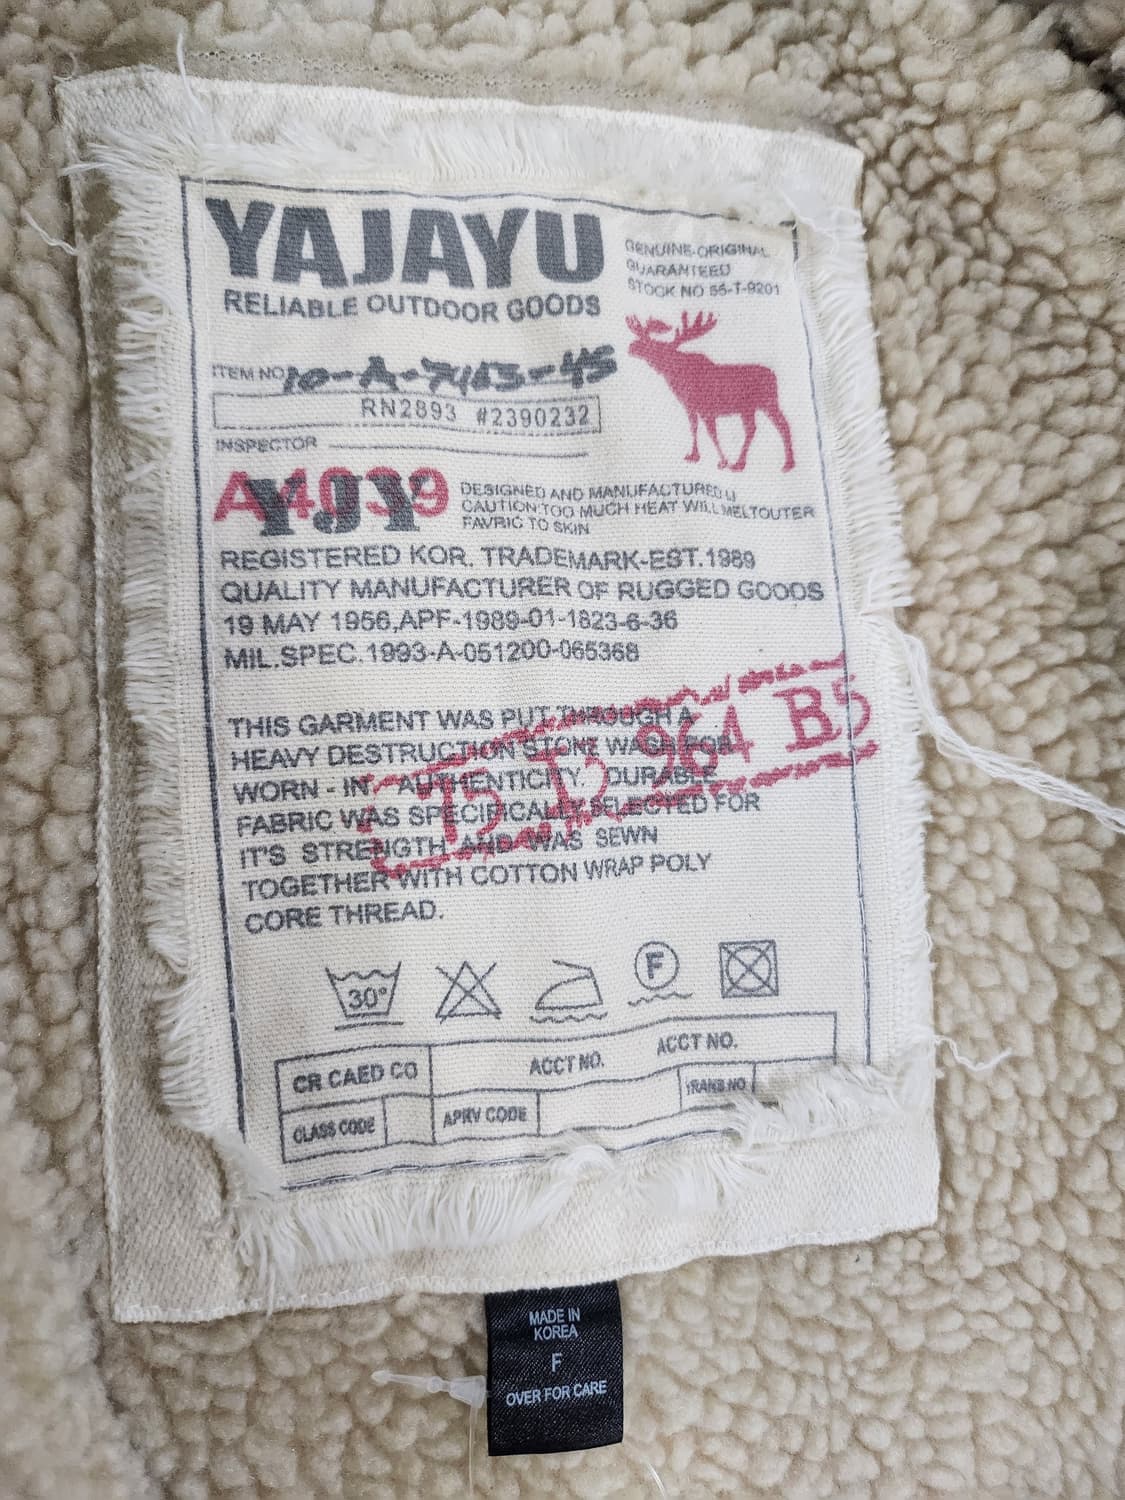 YAJAYU
RELIABLE OUTDOOR GOODS
GENUINE ORIGINAL
GUARANTEED
STOCK NO 55-T-9201
ITEM NO 10-A-7413-45
RN2893 #2390232
INSPECTOR
A4039
YJY
DESIGNED AND MANUFACTURED U
CAUTION:TOO MUCH HEAT WILL MELTOUTER
FAVRIC TO SKIN
REGISTERED KOR. TRADEMARK-EST.1989
QUALITY MANUFACTURER OF RUGGED GOODS
19 MAY 1956,APF-1989-01-1823-6-36
MIL.SPEC.1993-A-051200-065368
THIS GARMENT WAS PUT THROUGH A
HEAVY DESTRUCTION STONE WASH FOR
WORN - IN AUTHENTICITY. DURABLE
FABRIC WAS SPECIFICALLY SELECTED FOR
IT'S STRENGTH AND WAS SEWN
TOGETHER WITH COTTON WRAP POLY
CORE THREAD.
964 B5
30°
F
CR CAED CO
ACCT NO.
ACCT NO.
CLASS CODE
APRV CODE
TRANS NO
MADE IN
KOREA
F
OVER FOR CARE